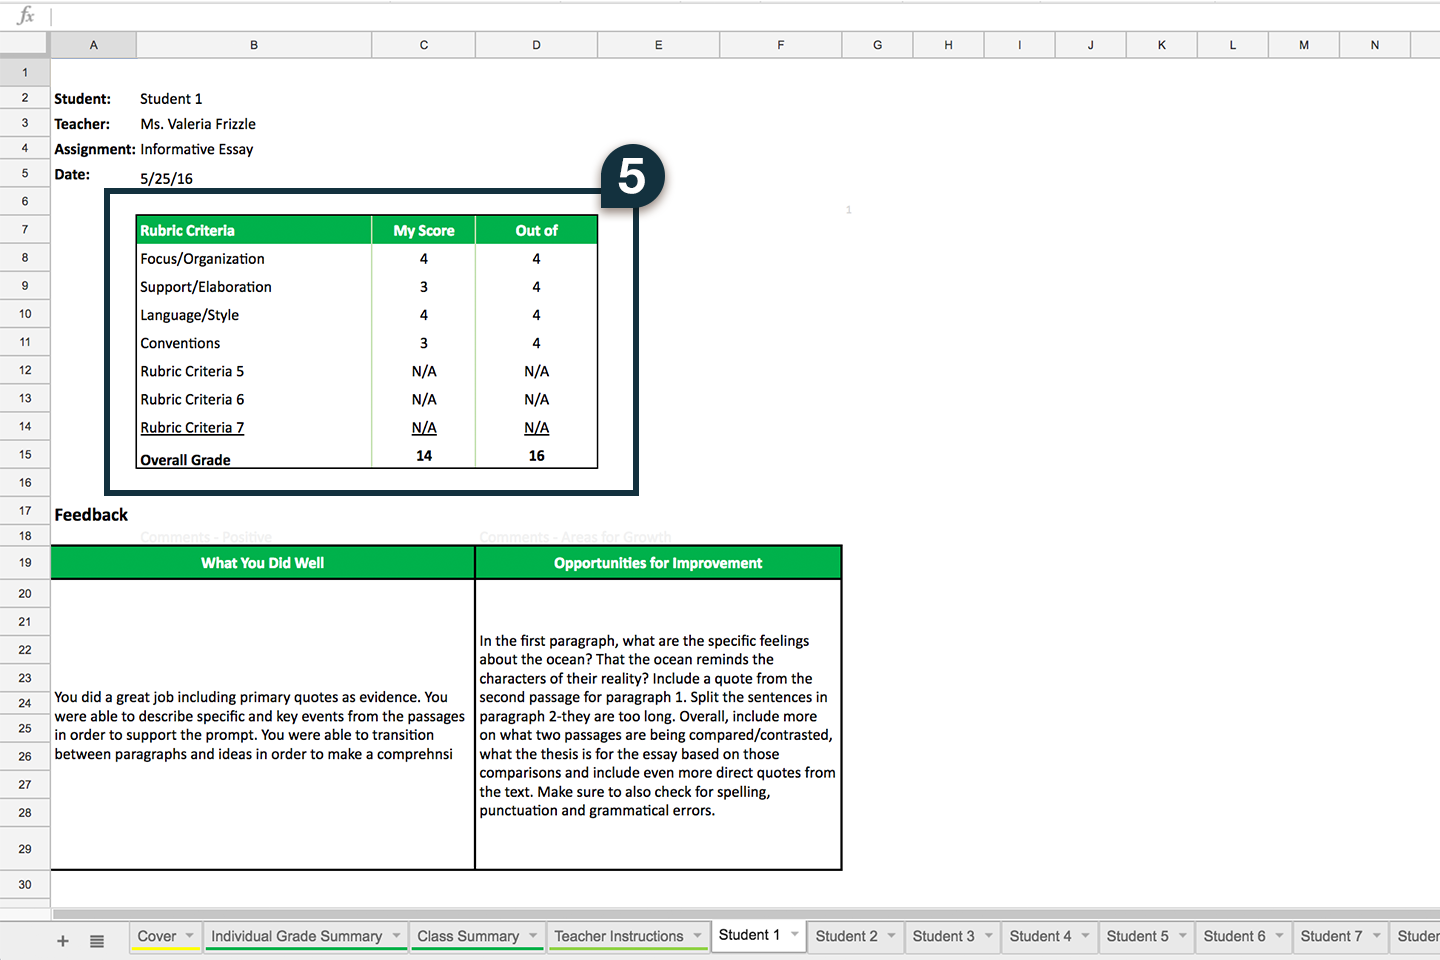 fx
A B C D E F G H I J K L M N
1
2 Student: Student 1
3 Teacher: Ms. Valeria Frizzle
4 Assignment: Informative Essay
5 Date: 5/25/16
5
6
1
7 Rubric Criteria My Score Out of
8 Focus/Organization 4 4
9 Support/Elaboration 3 4
10 Language/Style 4 4
11 Conventions 3 4
12 Rubric Criteria 5 N/A N/A
13 Rubric Criteria 6 N/A N/A
14 Rubric Criteria 7 N/A N/A
15 Overall Grade 14 16
16
17 Feedback
18 Comments - Positive Comments - Areas for Growth
19 What You Did Well Opportunities for Improvement
20
21
22
23
24
25
26
27
28
29
30
You did a great job including primary quotes as evidence. You
were able to describe specific and key events from the passages
in order to support the prompt. You were able to transition
between paragraphs and ideas in order to make a comprehnsi
In the first paragraph, what are the specific feelings
about the ocean? That the ocean reminds the
characters of their reality? Include a quote from the
second passage for paragraph 1. Split the sentences in
paragraph 2-they are too long. Overall, include more
on what two passages are being compared/contrasted,
what the thesis is for the essay based on those
comparisons and include even more direct quotes from
the text. Make sure to also check for spelling,
punctuation and grammatical errors.
+ Cover Individual Grade Summary Class Summary Teacher Instructions Student 1 Student 2 Student 3 Student 4 Student 5 Student 6 Student 7 Studen